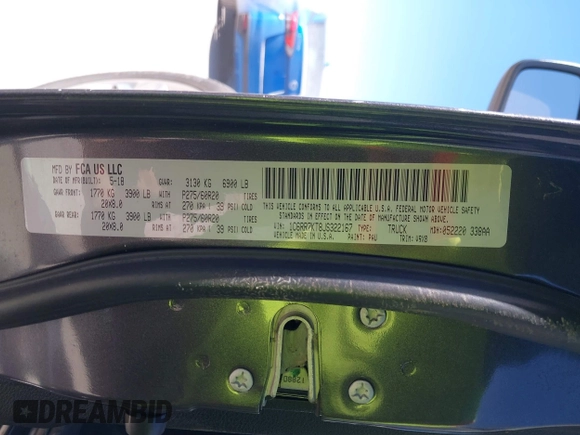 MFD BY FCA US LLC
DATE OF MFR(BUILT): 5-18 GVWR: 3130 KG 6900 LB
GAWR FRONT: 1770 KG 3900 LB WITH P275/60R20 TIRES
20X8.0 RIMS AT 270 KPA ( 39 PSI) COLD
GAWR REAR: 1770 KG 3900 LB WITH P275/60R20 TIRES
20X8.0 RIMS AT 270 KPA ( 39 PSI) COLD
THIS VEHICLE CONFORMS TO ALL APPLICABLE U.S.A. FEDERAL MOTOR VEHICLE SAFETY
STANDARDS IN EFFECT ON THE DATE OF MANUFACTURE SHOWN ABOVE.
VIN: 1C6RR7KT8JS322167 TYPE: TRUCK MDH:052220 338AA
MADE IN U.S.A. PAINT: PAU TRIM:
DREAMBID